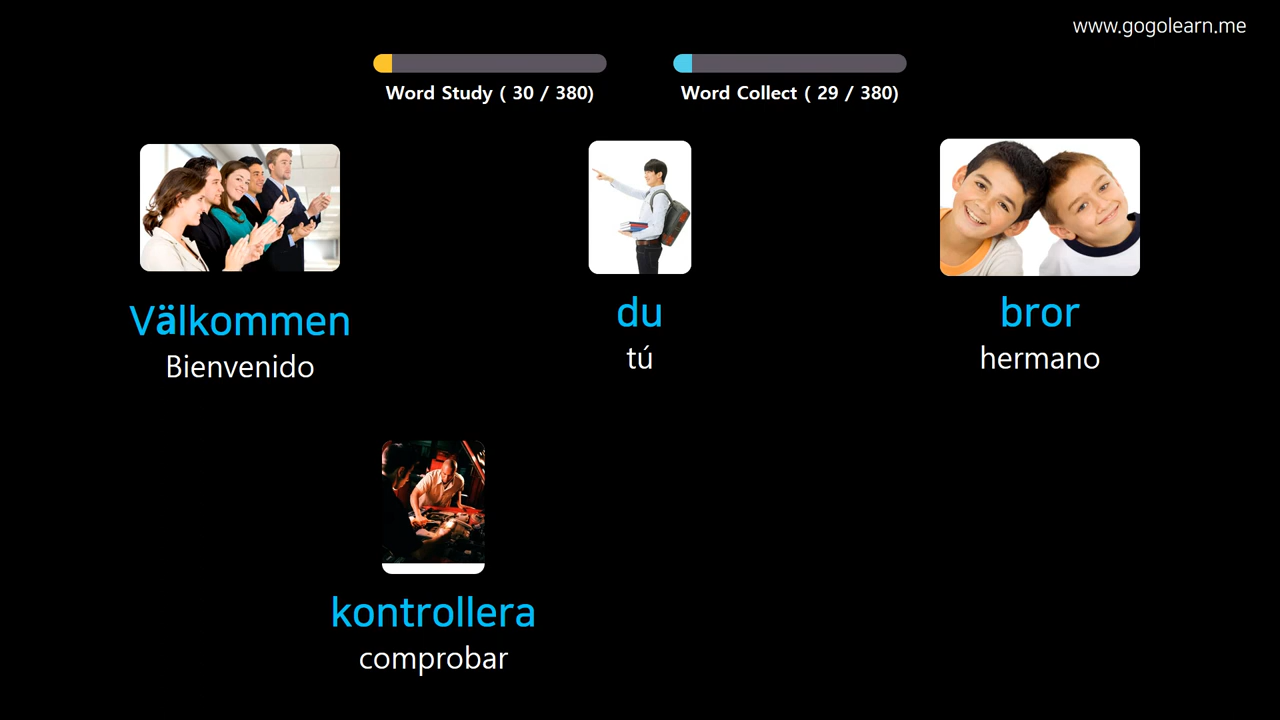 www.gogolearn.me
Word Study ( 30 / 380)
Word Collect ( 29 / 380)
Välkommen
Bienvenido
du
tú
bror
hermano
kontrollera
comprobar